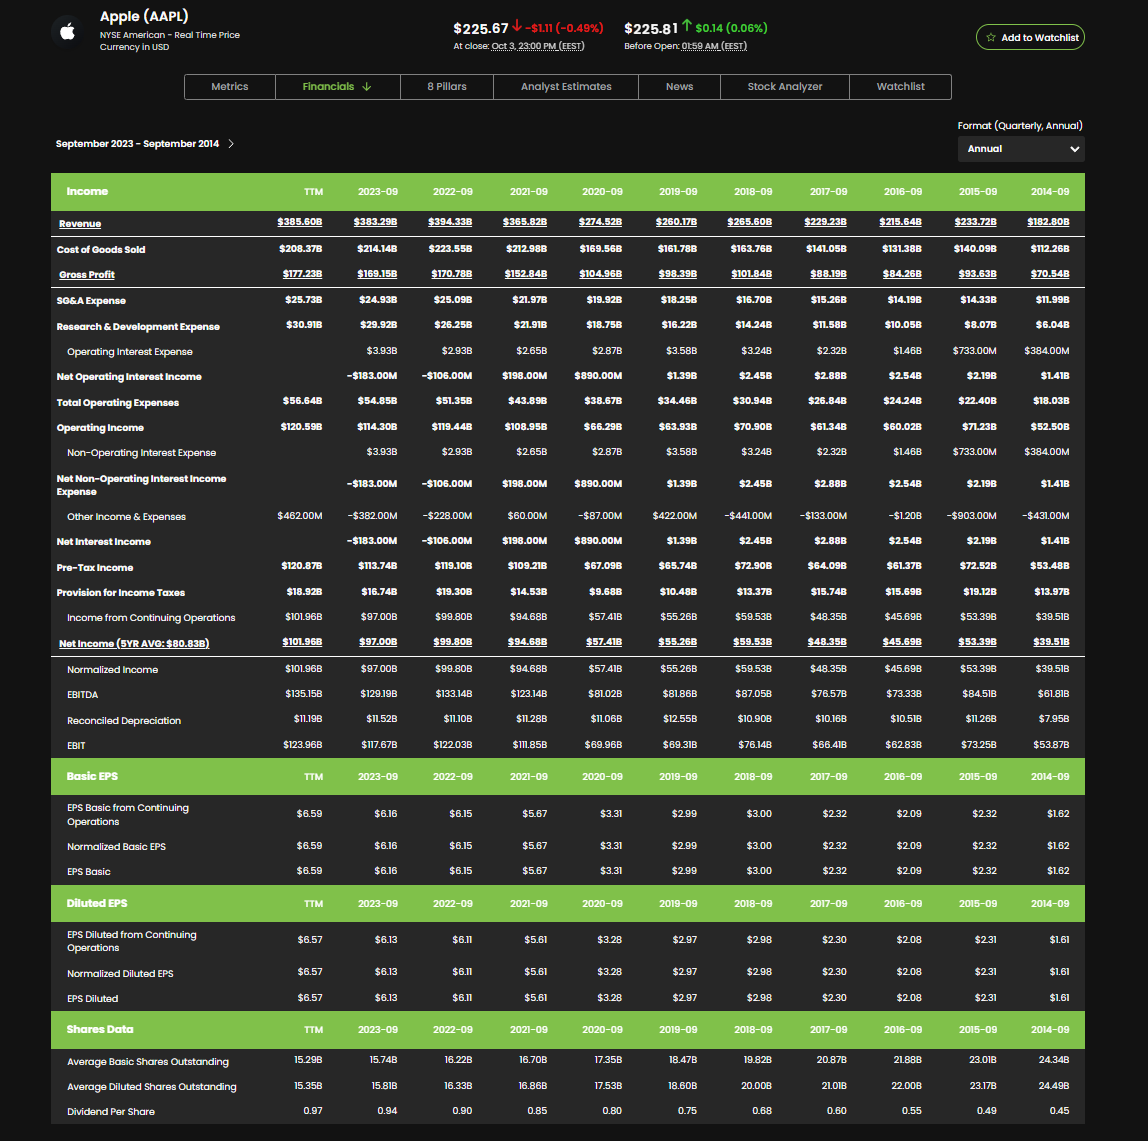 Apple (AAPL)
NYSE American - Real Time Price
Currency in USD
$225.67 -$1.11 (-0.49%)
At close: Oct 3, 23:00 PM (EEST)
$225.81 $0.14 (0.06%)
Before Open: 01:59 AM (EEST)
Add to Watchlist
Metrics Financials 8 Pillars Analyst Estimates News Stock Analyzer Watchlist
September 2023 - September 2014
Format (Quarterly, Annual)
Annual
Income TTM 2023-09 2022-09 2021-09 2020-09 2019-09 2018-09 2017-09 2016-09 2015-09 2014-09
Revenue $385.60B $383.29B $394.33B $365.82B $274.52B $260.17B $265.60B $229.23B $215.64B $233.72B $182.80B
Cost of Goods Sold $208.37B $214.14B $223.55B $212.98B $169.56B $161.78B $163.76B $141.05B $131.38B $140.09B $112.26B
Gross Profit $177.23B $169.15B $170.78B $152.84B $104.96B $98.39B $101.84B $88.19B $84.26B $93.63B $70.54B
SG&A Expense $25.73B $24.93B $25.09B $21.97B $19.92B $18.25B $16.70B $15.26B $14.19B $14.33B $11.99B
Research & Development Expense $30.91B $29.92B $26.25B $21.91B $18.75B $16.22B $14.24B $11.58B $10.05B $8.07B $6.04B
Operating Interest Expense $3.93B $2.93B $2.65B $2.87B $3.58B $3.24B $2.32B $1.46B $733.00M $384.00M
Net Operating Interest Income -$183.00M -$106.00M $198.00M $890.00M $1.39B $2.45B $2.88B $2.54B $2.19B $1.41B
Total Operating Expenses $56.64B $54.85B $51.35B $43.89B $38.67B $34.46B $30.94B $26.84B $24.24B $22.40B $18.03B
Operating Income $120.59B $114.30B $119.44B $108.95B $66.29B $63.93B $70.90B $61.34B $60.02B $71.23B $52.50B
Non-Operating Interest Expense $3.93B $2.93B $2.65B $2.87B $3.58B $3.24B $2.32B $1.46B $733.00M $384.00M
Net Non-Operating Interest Income
Expense -$183.00M -$106.00M $198.00M $890.00M $1.39B $2.45B $2.88B $2.54B $2.19B $1.41B
Other Income & Expenses $462.00M -$382.00M -$228.00M $60.00M -$87.00M $422.00M -$441.00M -$133.00M -$1.20B -$903.00M -$431.00M
Net Interest Income -$183.00M -$106.00M $198.00M $890.00M $1.39B $2.45B $2.88B $2.54B $2.19B $1.41B
Pre-Tax Income $120.87B $113.74B $119.10B $109.21B $67.09B $65.74B $72.90B $64.09B $61.37B $72.52B $53.48B
Provision for Income Taxes $18.92B $16.74B $19.30B $14.53B $9.68B $10.48B $13.37B $15.74B $15.69B $19.12B $13.97B
Income from Continuing Operations $101.96B $97.00B $99.80B $94.68B $57.41B $55.26B $59.53B $48.35B $45.69B $53.39B $39.51B
Net Income (5YR AVG: $80.83B) $101.96B $97.00B $99.80B $94.68B $57.41B $55.26B $59.53B $48.35B $45.69B $53.39B $39.51B
Normalized Income $101.96B $97.00B $99.80B $94.68B $57.41B $55.26B $59.53B $48.35B $45.69B $53.39B $39.51B
EBITDA $135.15B $129.19B $133.14B $123.14B $81.02B $81.86B $87.05B $76.57B $73.33B $84.51B $61.81B
Reconciled Depreciation $11.19B $11.52B $11.10B $11.28B $11.06B $12.55B $10.90B $10.16B $10.51B $11.26B $7.95B
EBIT $123.96B $117.67B $122.03B $111.85B $69.96B $69.31B $76.14B $66.41B $62.83B $73.25B $53.87B
Basic EPS TTM 2023-09 2022-09 2021-09 2020-09 2019-09 2018-09 2017-09 2016-09 2015-09 2014-09
EPS Basic from Continuing
Operations $6.59 $6.16 $6.15 $5.67 $3.31 $2.99 $3.00 $2.32 $2.09 $2.32 $1.62
Normalized Basic EPS $6.59 $6.16 $6.15 $5.67 $3.31 $2.99 $3.00 $2.32 $2.09 $2.32 $1.62
EPS Basic $6.59 $6.16 $6.15 $5.67 $3.31 $2.99 $3.00 $2.32 $2.09 $2.32 $1.62
Diluted EPS TTM 2023-09 2022-09 2021-09 2020-09 2019-09 2018-09 2017-09 2016-09 2015-09 2014-09
EPS Diluted from Continuing
Operations $6.57 $6.13 $6.11 $5.61 $3.28 $2.97 $2.98 $2.30 $2.08 $2.31 $1.61
Normalized Diluted EPS $6.57 $6.13 $6.11 $5.61 $3.28 $2.97 $2.98 $2.30 $2.08 $2.31 $1.61
EPS Diluted $6.57 $6.13 $6.11 $5.61 $3.28 $2.97 $2.98 $2.30 $2.08 $2.31 $1.61
Shares Data TTM 2023-09 2022-09 2021-09 2020-09 2019-09 2018-09 2017-09 2016-09 2015-09 2014-09
Average Basic Shares Outstanding 15.29B 15.74B 16.22B 16.70B 17.35B 18.47B 19.82B 20.87B 21.88B 23.01B 24.34B
Average Diluted Shares Outstanding 15.35B 15.81B 16.33B 16.86B 17.53B 18.60B 20.00B 21.01B 22.00B 23.17B 24.49B
Dividend Per Share 0.97 0.94 0.90 0.85 0.80 0.75 0.68 0.60 0.55 0.49 0.45